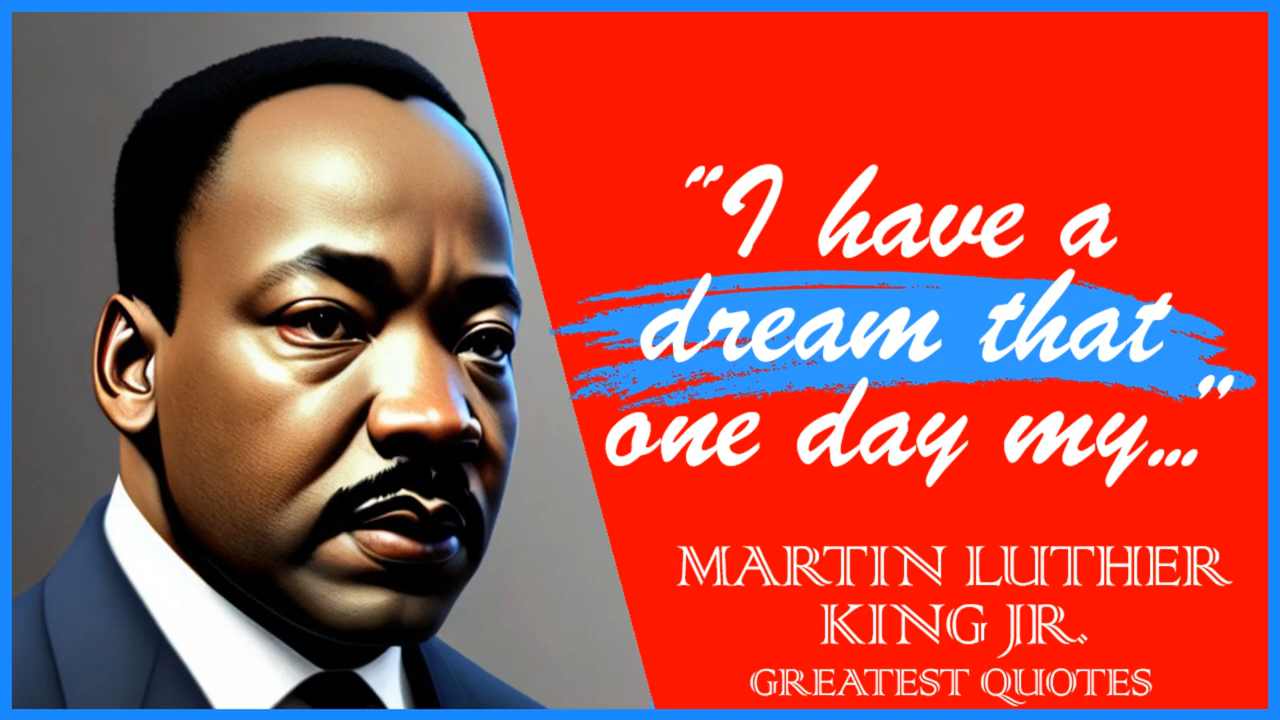 “I have a
dream that
one day my...”
MARTIN LUTHER
KING JR.
GREATEST QUOTES